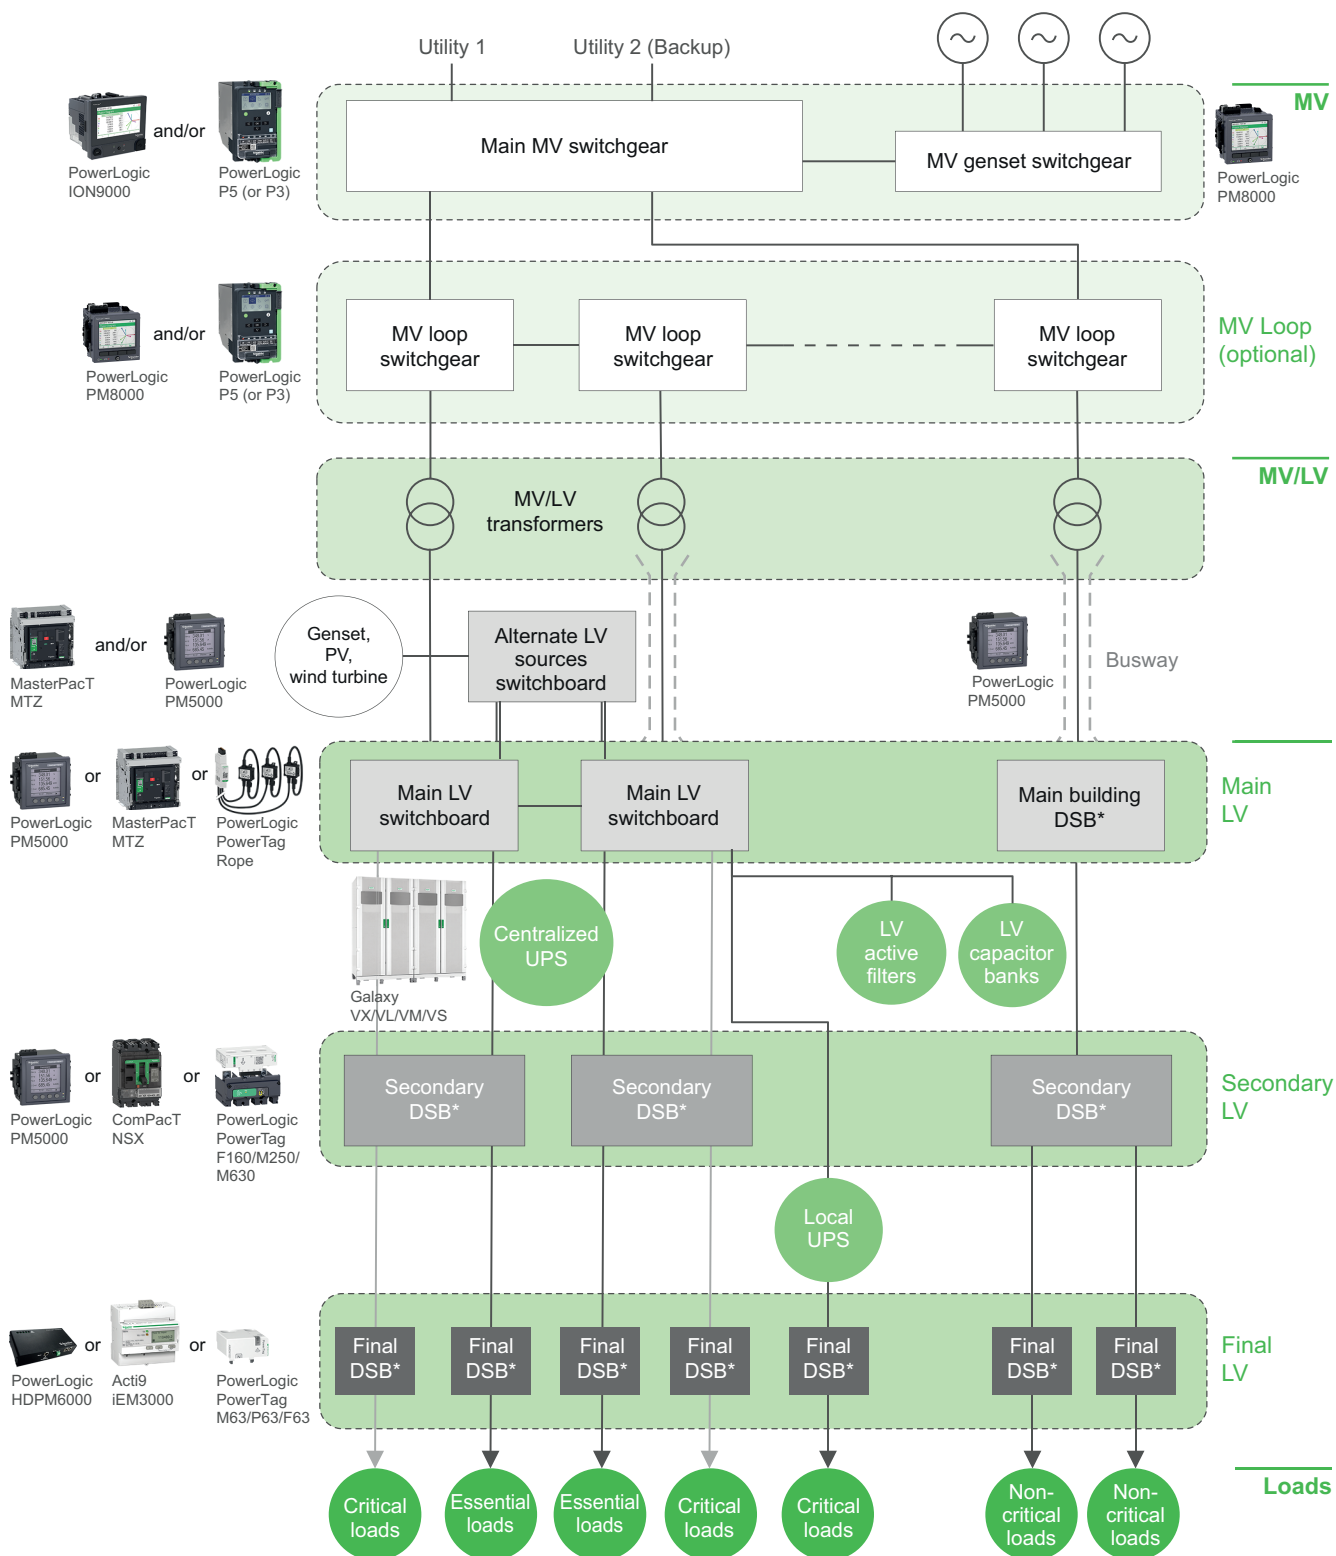 Utility 1
Utility 2 (Backup)
MV
and/or
Main MV switchgear
MV genset switchgear
PowerLogic
ION9000
PowerLogic
P5 (or P3)
PowerLogic
PM8000
and/or
MV loop
switchgear
MV loop
switchgear
MV loop
switchgear
MV Loop
(optional)
PowerLogic
PM8000
PowerLogic
P5 (or P3)
MV/LV
MV/LV
transformers
and/or
MasterPacT
MTZ
PowerLogic
PM5000
Genset,
PV,
wind turbine
Alternate LV
sources
switchboard
PowerLogic
PM5000
Busway
or
or
PowerLogic
PM5000
MasterPacT
MTZ
PowerLogic
PowerTag
Rope
Main LV
switchboard
Main LV
switchboard
Main building
DSB*
Main
LV
Galaxy
VX/VL/VM/VS
Centralized
UPS
LV
active
filters
LV
capacitor
banks
or
or
PowerLogic
PM5000
ComPacT
NSX
PowerLogic
PowerTag
F160/M250/
M630
Secondary
DSB*
Secondary
DSB*
Secondary
DSB*
Secondary
LV
Local
UPS
or
or
PowerLogic
HDPM6000
Acti9
iEM3000
PowerLogic
PowerTag
M63/P63/F63
Final
DSB*
Final
DSB*
Final
DSB*
Final
DSB*
Final
DSB*
Final
DSB*
Final
DSB*
Final
LV
Loads
Critical
loads
Essential
loads
Essential
loads
Critical
loads
Critical
loads
Non-
critical
loads
Non-
critical
loads